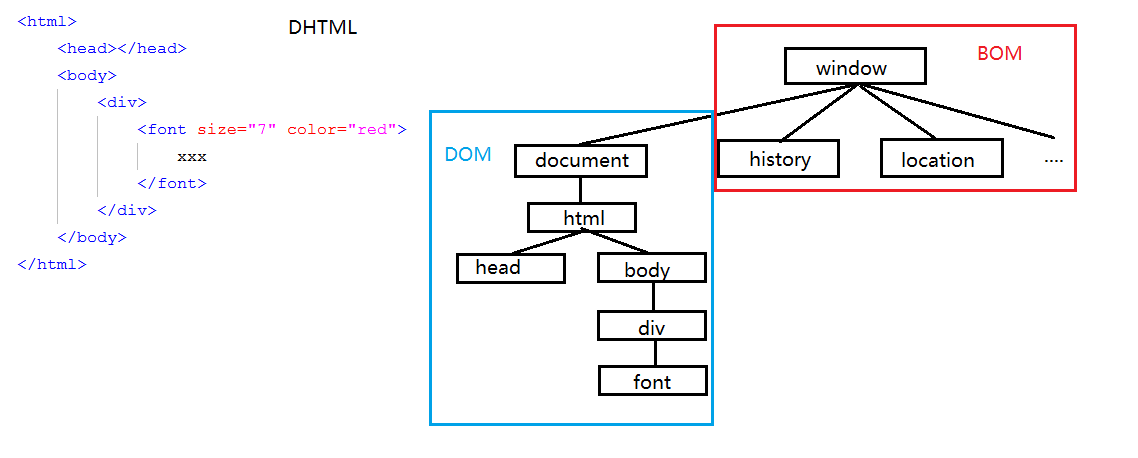 <html>
<head></head>
<body>
<div>
<font size="7" color="red">
xxx
</font>
</div>
</body>
</html>
DHTML
DOM
document
html
head
body
div
font
BOM
window
history
location
....